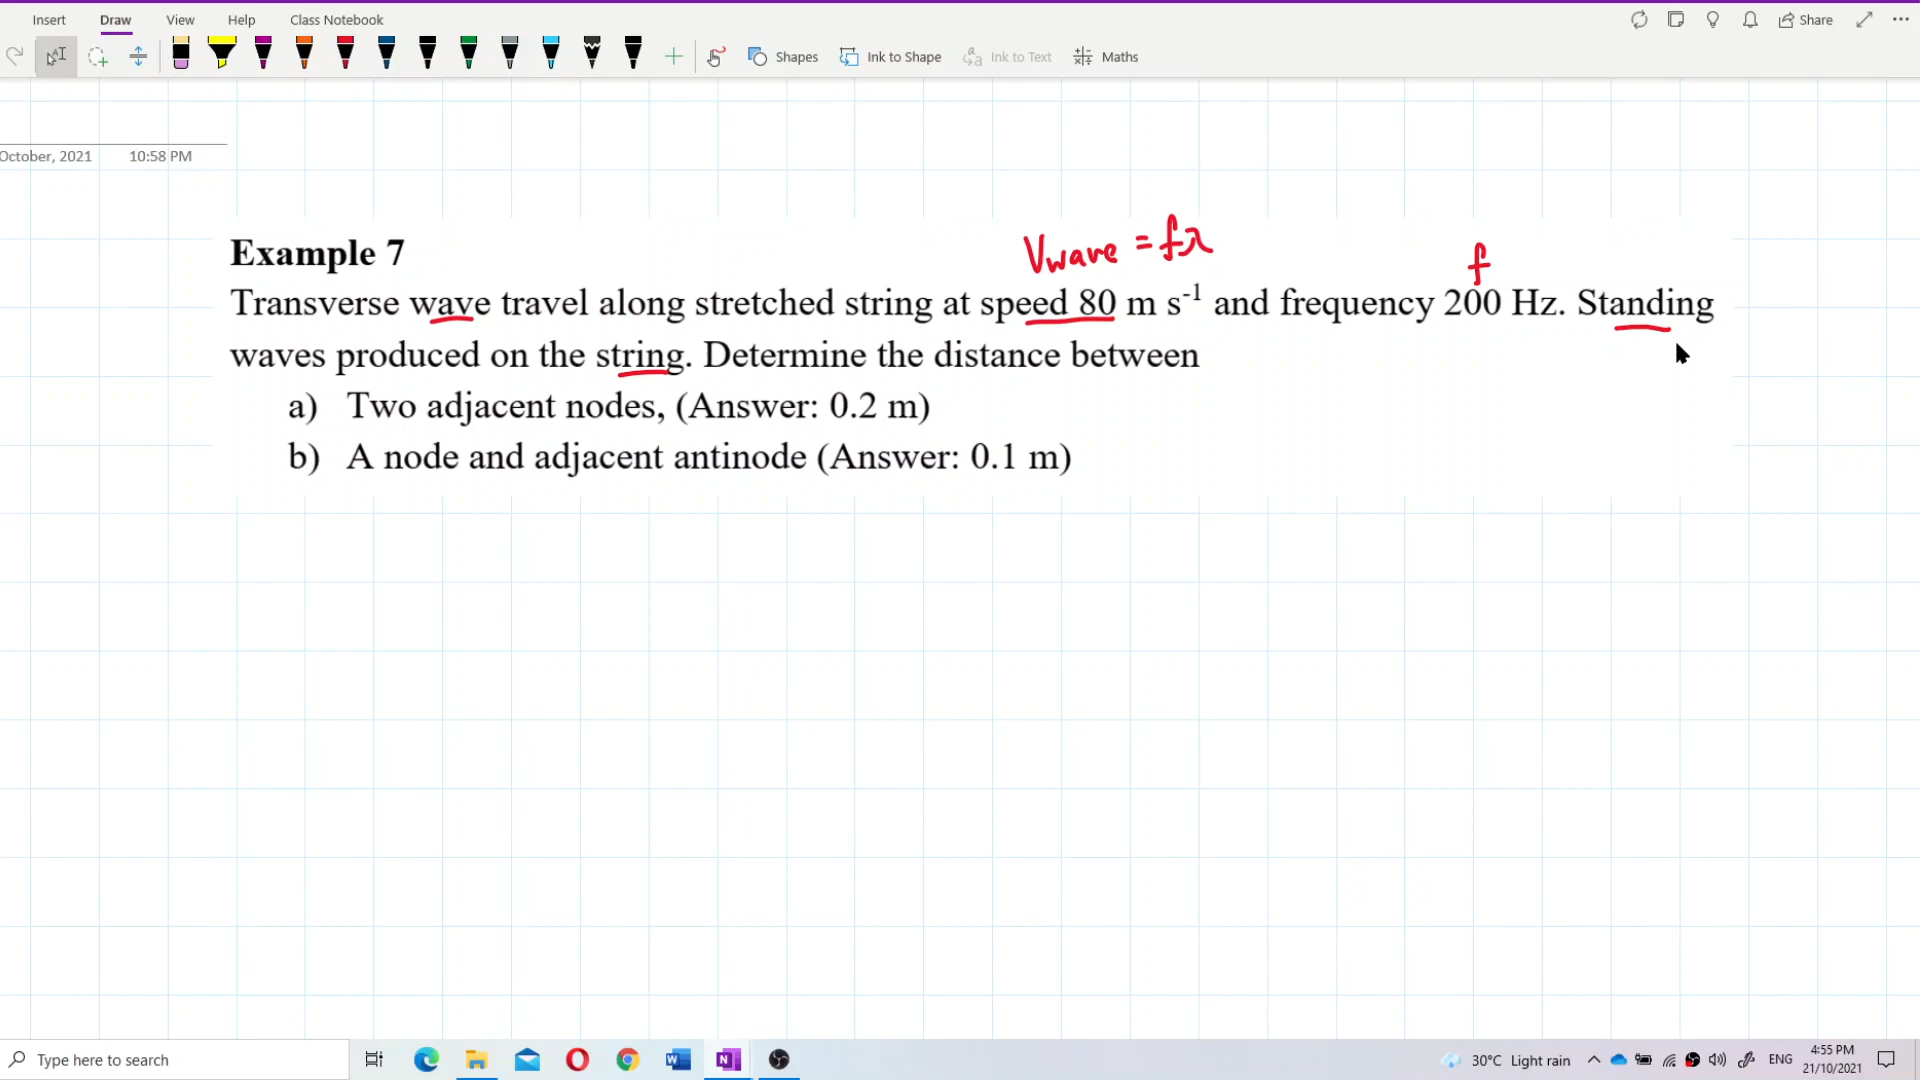 Insert Draw View Help Class Notebook Share
Shapes Ink to Shape Ink to Text Maths
October, 2021 10:58 PM
Vwave = fλ
f
Example 7
Transverse wave travel along stretched string at speed 80 m s⁻¹ and frequency 200 Hz. Standing
waves produced on the string. Determine the distance between
a) Two adjacent nodes, (Answer: 0.2 m)
b) A node and adjacent antinode (Answer: 0.1 m)
Type here to search 30°C Light rain ENG 4:55 PM
21/10/2021